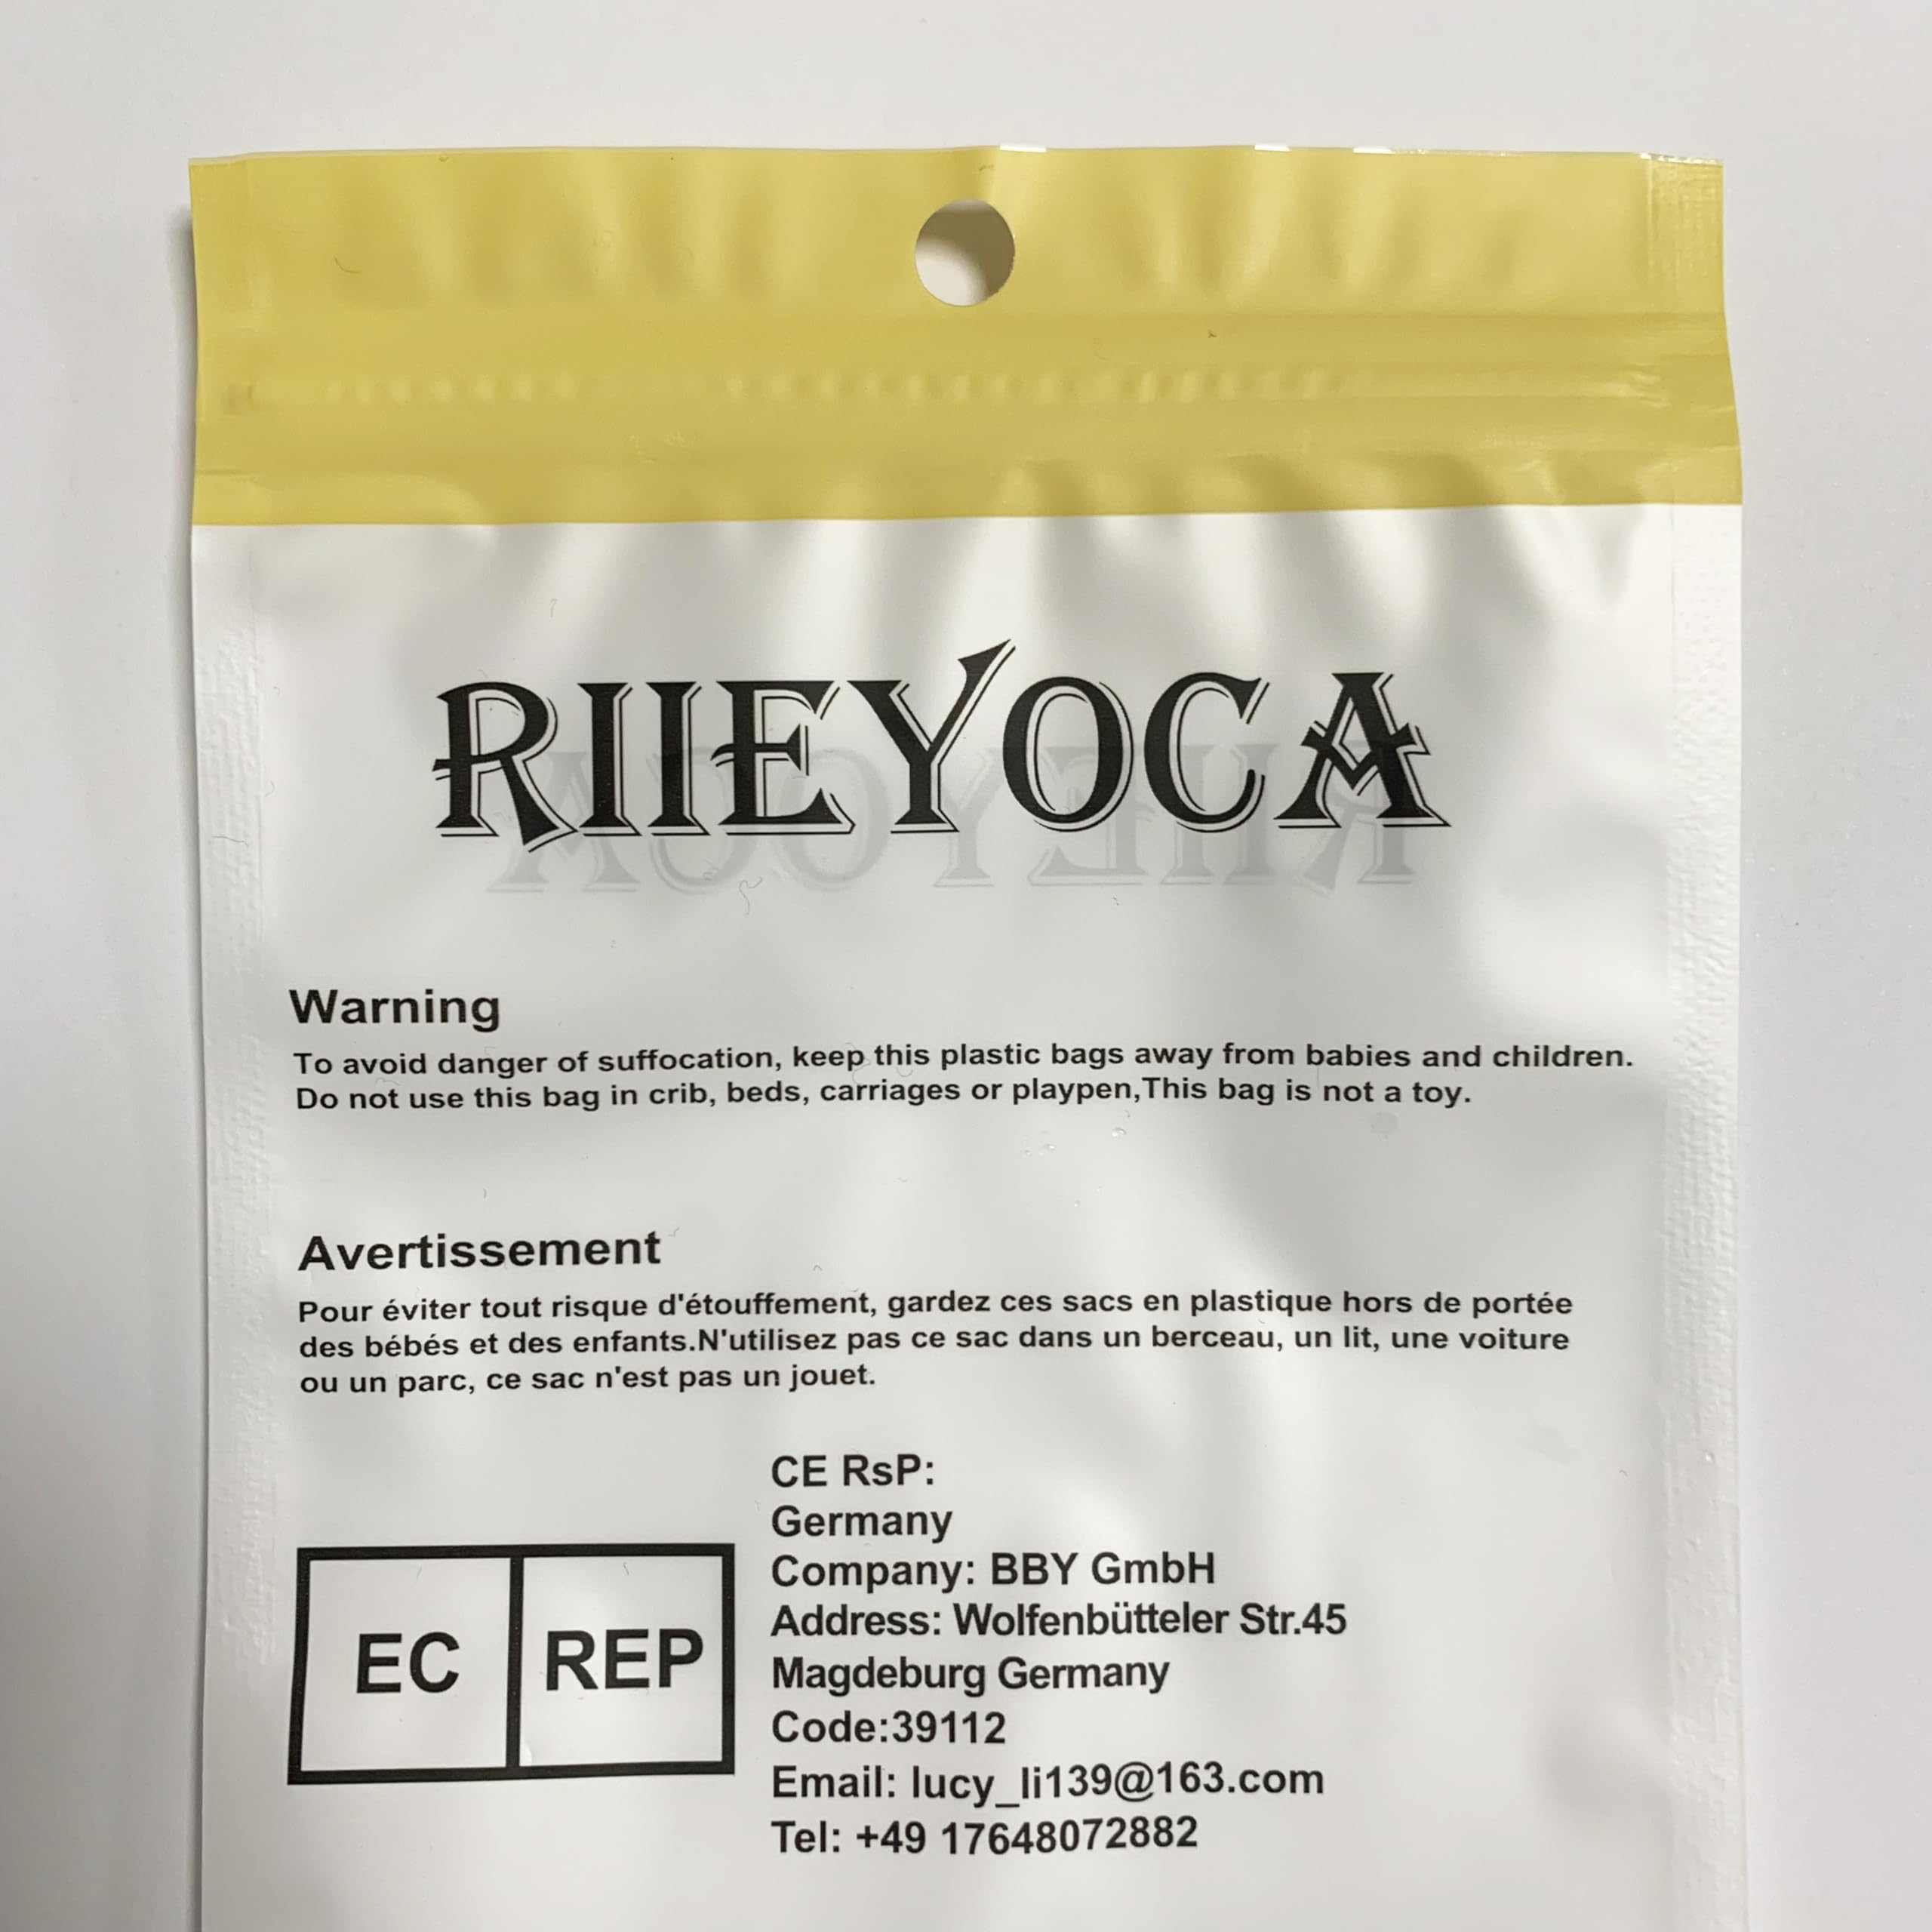 RIIEYOCA
Warning
To avoid danger of suffocation, keep this plastic bags away from babies and children.
Do not use this bag in crib, beds, carriages or playpen,This bag is not a toy.
Avertissement
Pour éviter tout risque d'étouffement, gardez ces sacs en plastique hors de portée
des bébés et des enfants.N'utilisez pas ce sac dans un berceau, un lit, une voiture
ou un parc, ce sac n'est pas un jouet.
CE RsP:
Germany
Company: BBY GmbH
Address: Wolfenbütteler Str.45
Magdeburg Germany
Code:39112
Email: lucy_li139@163.com
Tel: +49 17648072882
EC REP